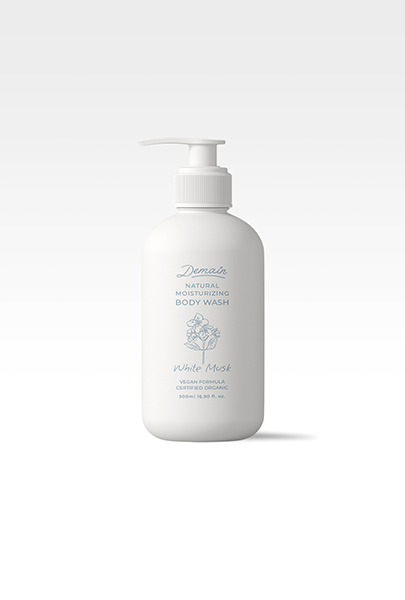 Demain
NATURAL
MOISTURIZING
BODY WASH
White Musk
VEGAN FORMULA
CERTIFIED ORGANIC
500ml 16.90 fl. oz.